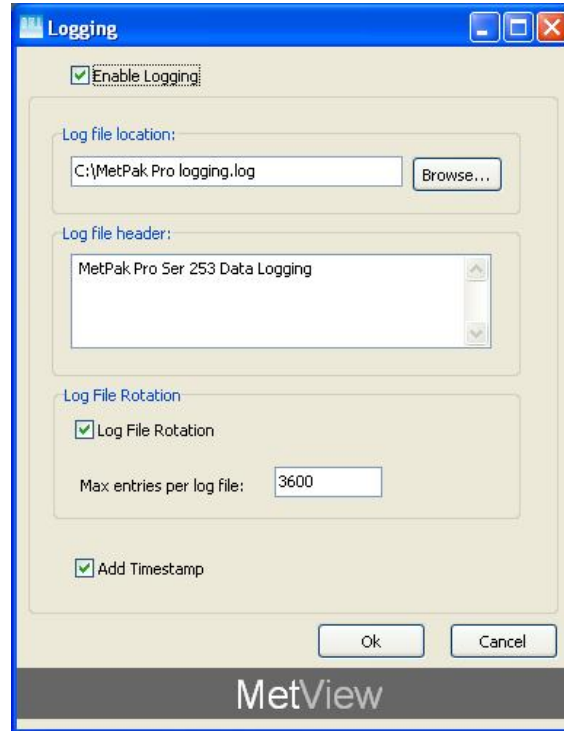 Logging
Enable Logging
Log file location:
C:\MetPak Pro logging.log
Browse...
Log file header:
MetPak Pro Ser 253 Data Logging
Log File Rotation
Log File Rotation
Max entries per log file:
3600
Add Timestamp
Ok
Cancel
MetView